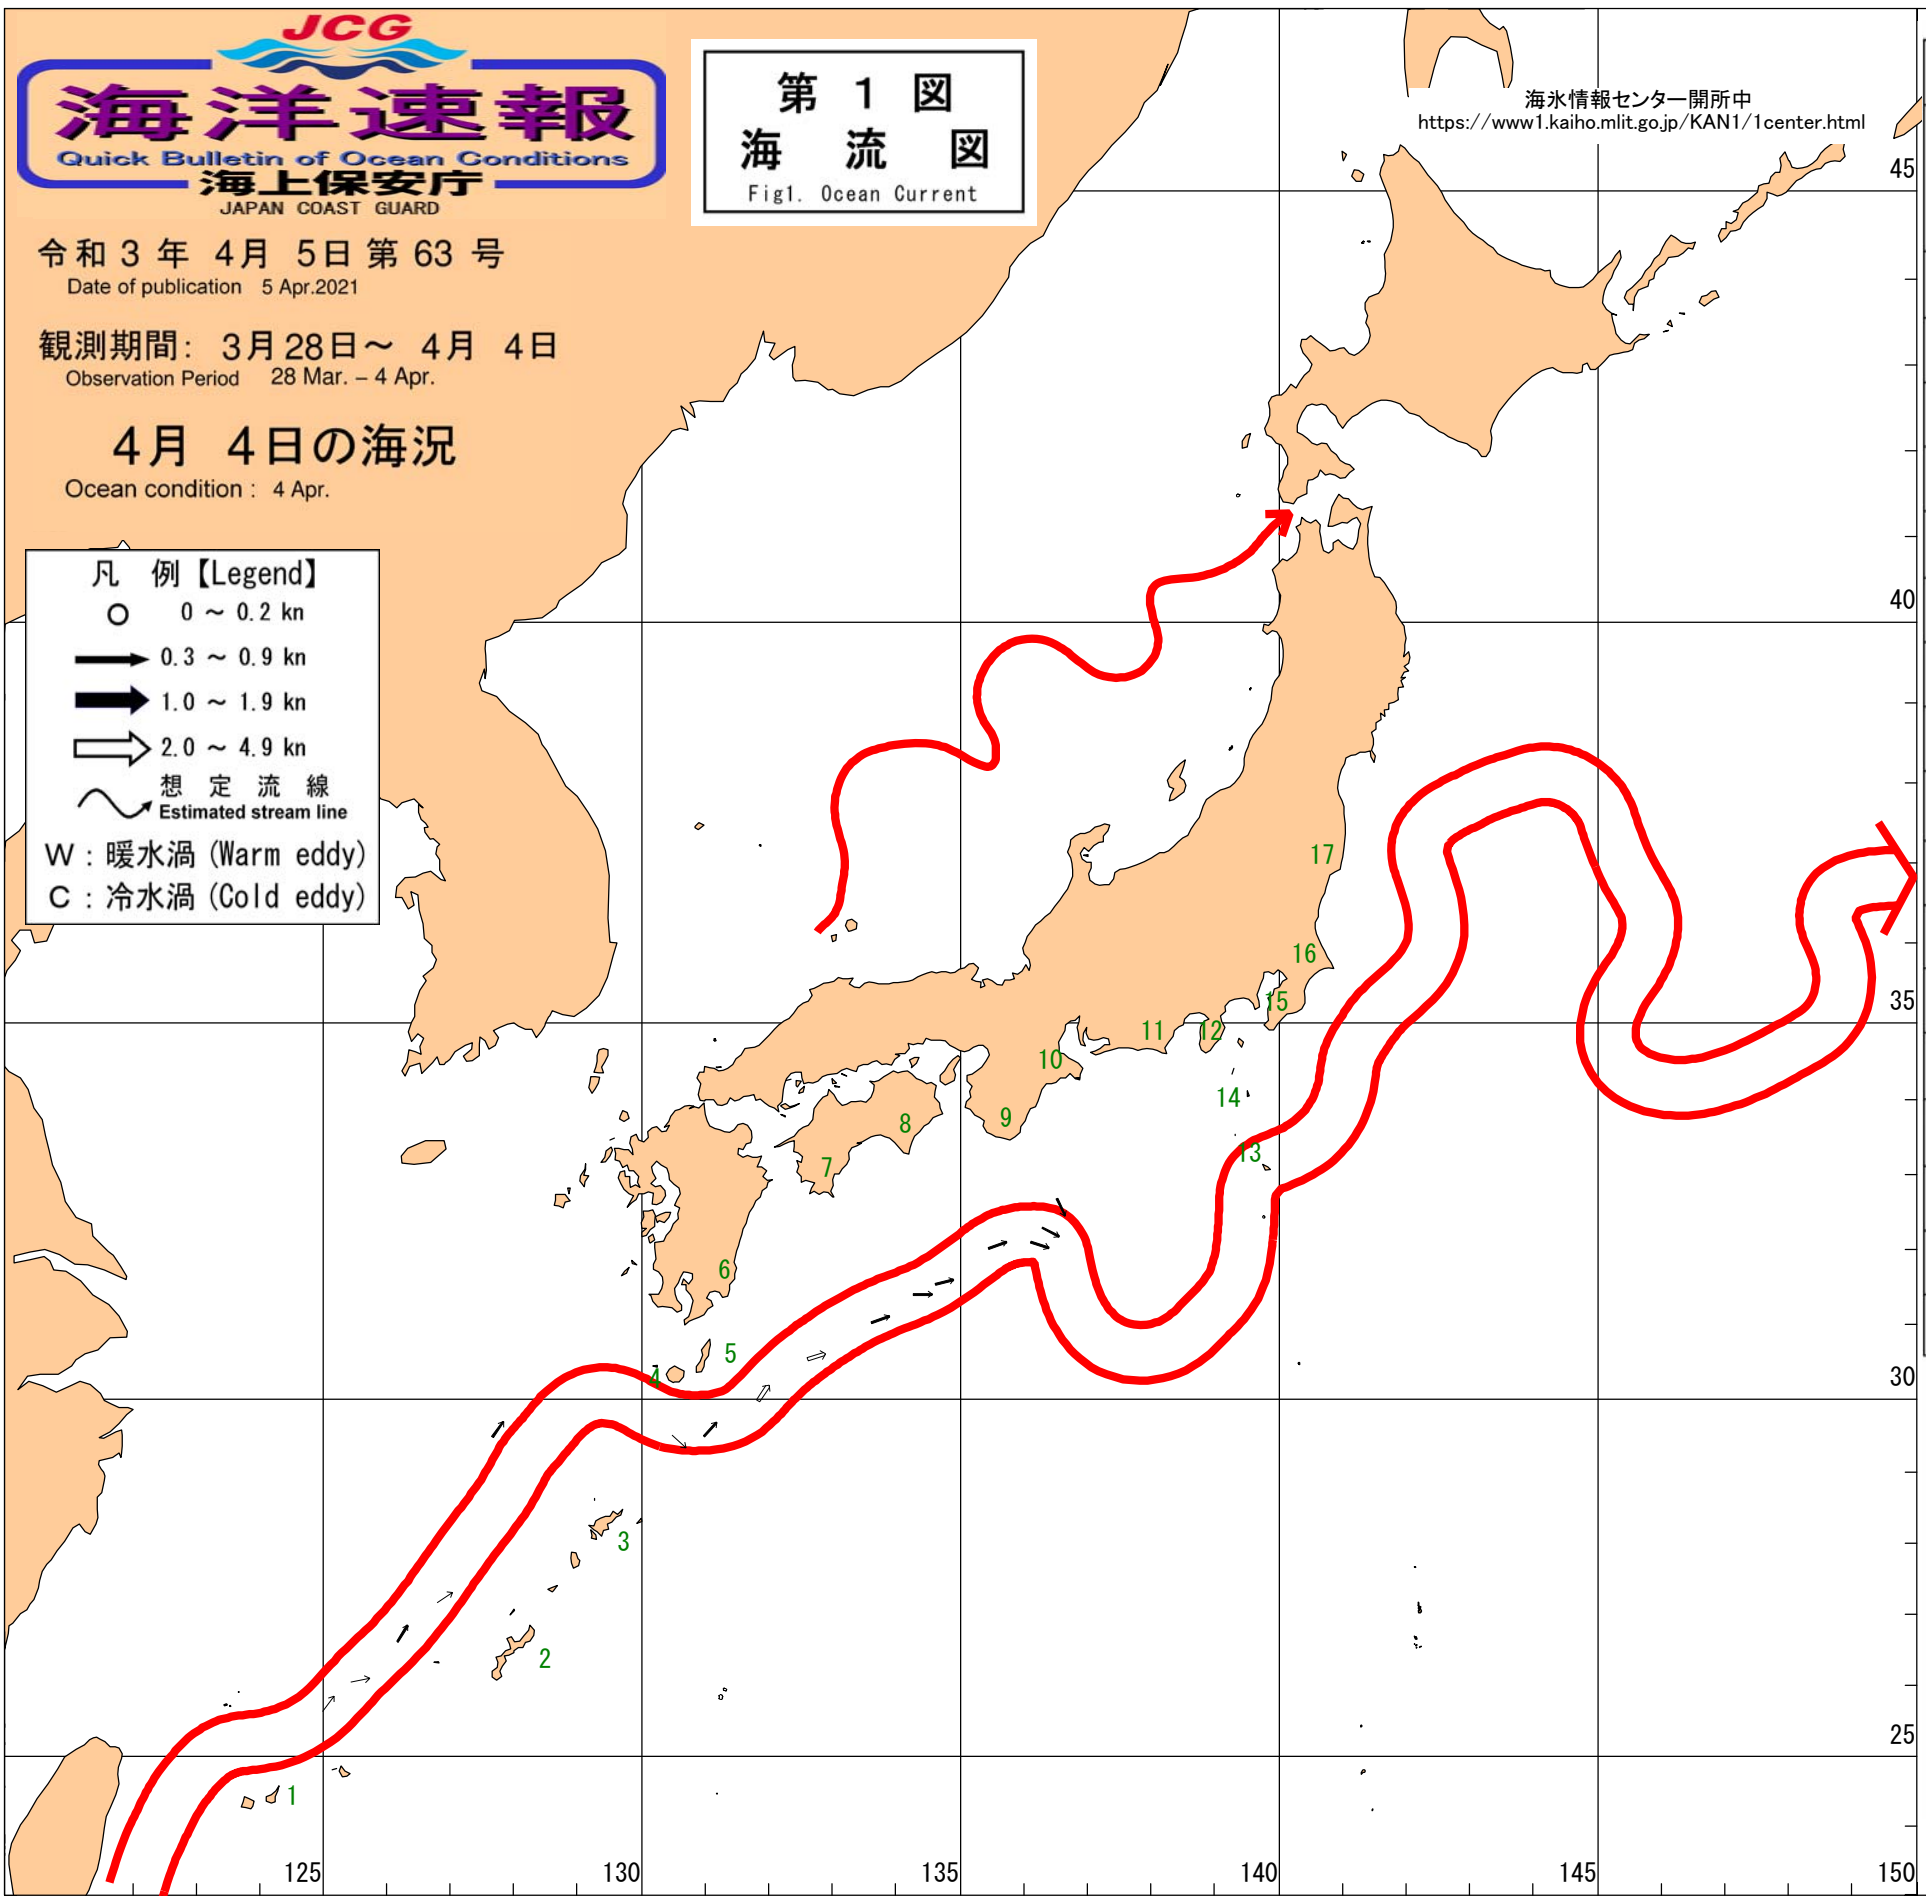 JCG
海洋速報
Quick Bulletin of Ocean Conditions
海上保安庁
JAPAN COAST GUARD
第 1 図
海 流 図
Fig1. Ocean Current
海氷情報センター開所中
https://www1.kaiho.mlit.go.jp/KAN1/1center.html
令和 3 年 4月 5日 第 63 号
Date of publication 5 Apr.2021
観測期間: 3月28日~ 4月 4日
Observation Period 28 Mar. – 4 Apr.
4月 4日の海況
Ocean condition : 4 Apr.
凡 例【Legend】
0 ~ 0.2 kn
0.3 ~ 0.9 kn
1.0 ~ 1.9 kn
2.0 ~ 4.9 kn
想 定 流 線
Estimated stream line
W : 暖水渦 (Warm eddy)
C : 冷水渦 (Cold eddy)
45
40
35
30
25
17
16
15
12
11
10
14
9
8
13
7
6
5
4
3
2
1
125
130
135
140
145
150